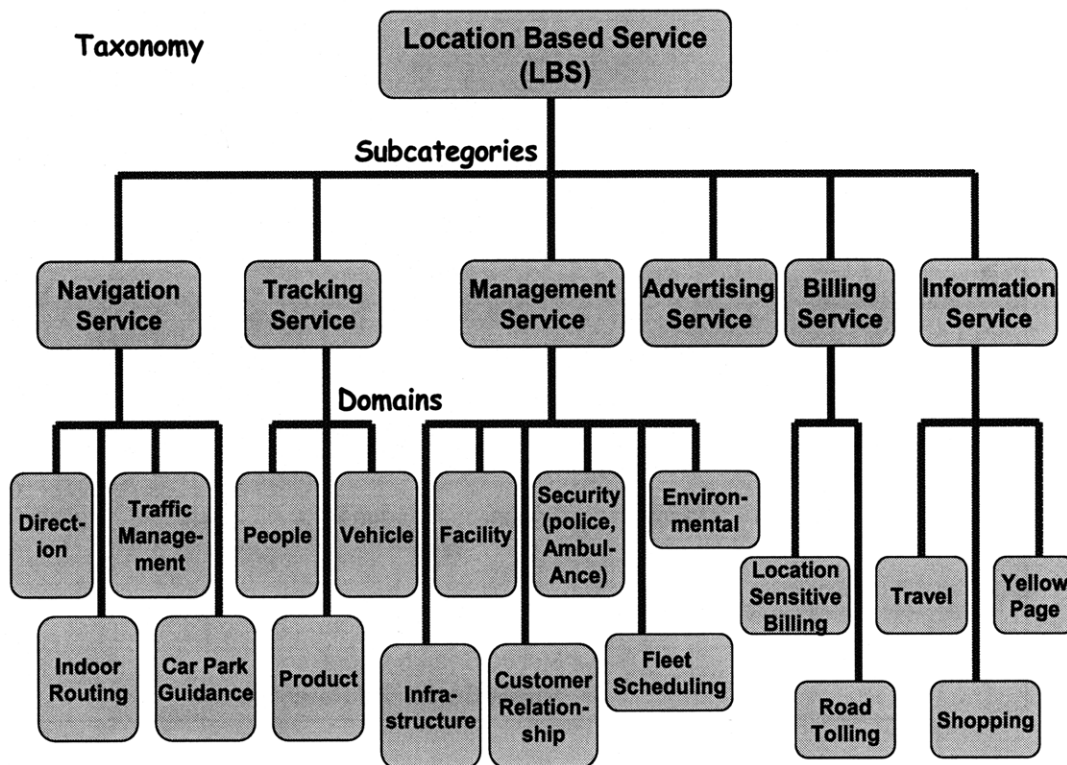 Taxonomy
Location Based Service
(LBS)
Subcategories
Navigation
Service
Tracking
Service
Management
Service
Advertising
Service
Billing
Service
Information
Service
Domains
Direct-
ion
Traffic
Manage-
ment
People
Vehicle
Facility
Security
(police,
Ambul-
Ance)
Environ-
mental
Location
Sensitive
Billing
Travel
Yellow
Page
Indoor
Routing
Car Park
Guidance
Product
Infra-
structure
Customer
Relation-
ship
Fleet
Scheduling
Road
Tolling
Shopping